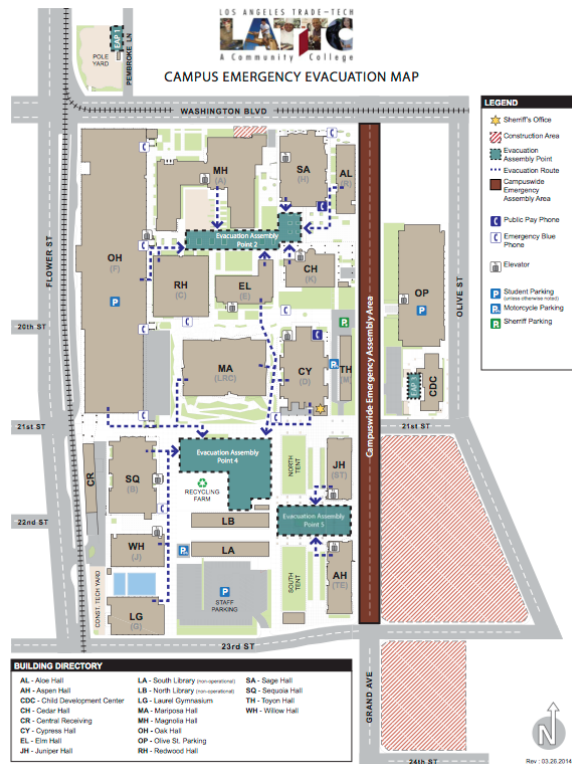 LOS ANGELES TRADE–TECH
LATTC
A Community College
CAMPUS EMERGENCY EVACUATION MAP
EAP 1
POLE YARD
PEMBROKE LN
WASHINGTON BLVD
FLOWER ST
OLIVE ST
20th ST
21st ST
22nd ST
21st ST
23rd ST
24th ST
GRAND AVE
Campuswide Emergency Assembly Area
MH
(A)
SA
(H)
AL
(R)
Evacuation Assembly
Point 2
OH
(F)
RH
(C)
EL
(E)
CH
(K)
OP
MA
(LRC)
CY
(D)
TH
(M)
CDC
EAP 3
Evacuation Assembly
Point 4
RECYCLING
FARM
NORTH
TENT
JH
(ST)
CR
SQ
(B)
LB
LA
Evacuation Assembly
Point 5
WH
(J)
CONST. TECH YARD
LG
(G)
STAFF
PARKING
SOUTH
TENT
AH
(TE)
LEGEND
Sherriff's Office
Construction Area
Evacuation
Assembly Point
Evacuation Route
Campuswide
Emergency
Assembly Area
Public Pay Phone
Emergency Blue
Phone
Elevator
P Student Parking
(unless otherwise noted)
P Motorcycle Parking
P Sherriff Parking
BUILDING DIRECTORY
AL - Aloe Hall
AH - Aspen Hall
CDC - Child Development Center
CH - Cedar Hall
CR - Central Receiving
CY - Cypress Hall
EL - Elm Hall
JH - Juniper Hall
LA - South Library (non-operational)
LB - North Library (non-operational)
LG - Laurel Gymnasium
MA - Mariposa Hall
MH - Magnolia Hall
OH - Oak Hall
OP - Olive St. Parking
RH - Redwood Hall
SA - Sage Hall
SQ - Sequoia Hall
TH - Toyon Hall
WH - Willow Hall
N
Rev : 03.26.2014